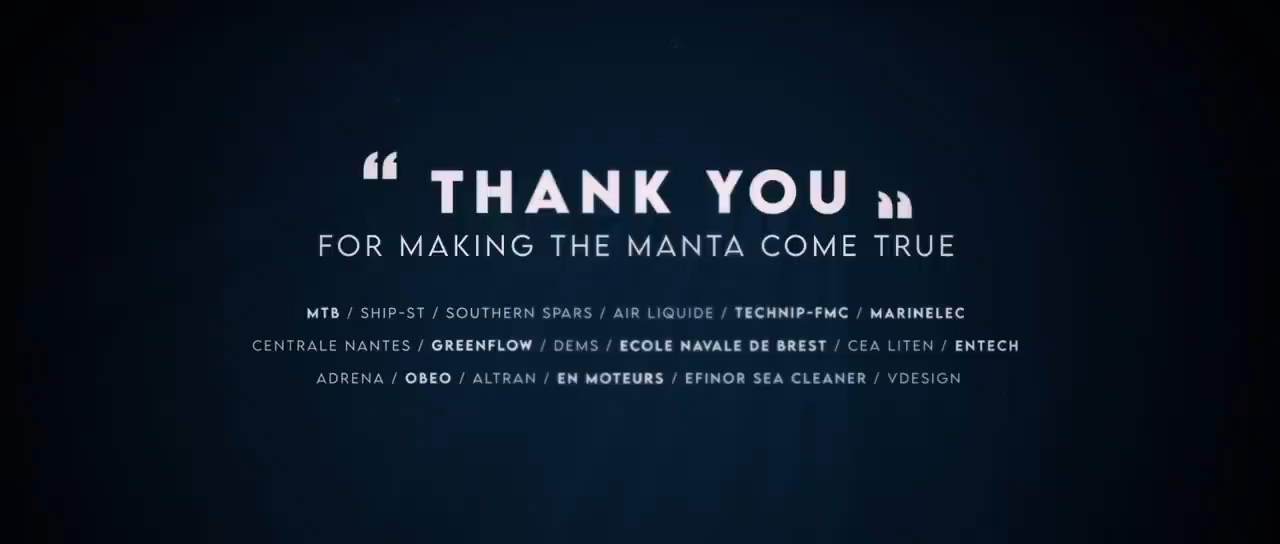 “ THANK YOU „
FOR MAKING THE MANTA COME TRUE
MTB / SHIP-ST / SOUTHERN SPARS / AIR LIQUIDE / TECHNIP-FMC / MARINELEC
CENTRALE NANTES / GREENFLOW / DEMS / ECOLE NAVALE DE BREST / CEA LITEN / ENTECH
ADRENA / OBEO / ALTRAN / EN MOTEURS / EFINOR SEA CLEANER / VDESIGN